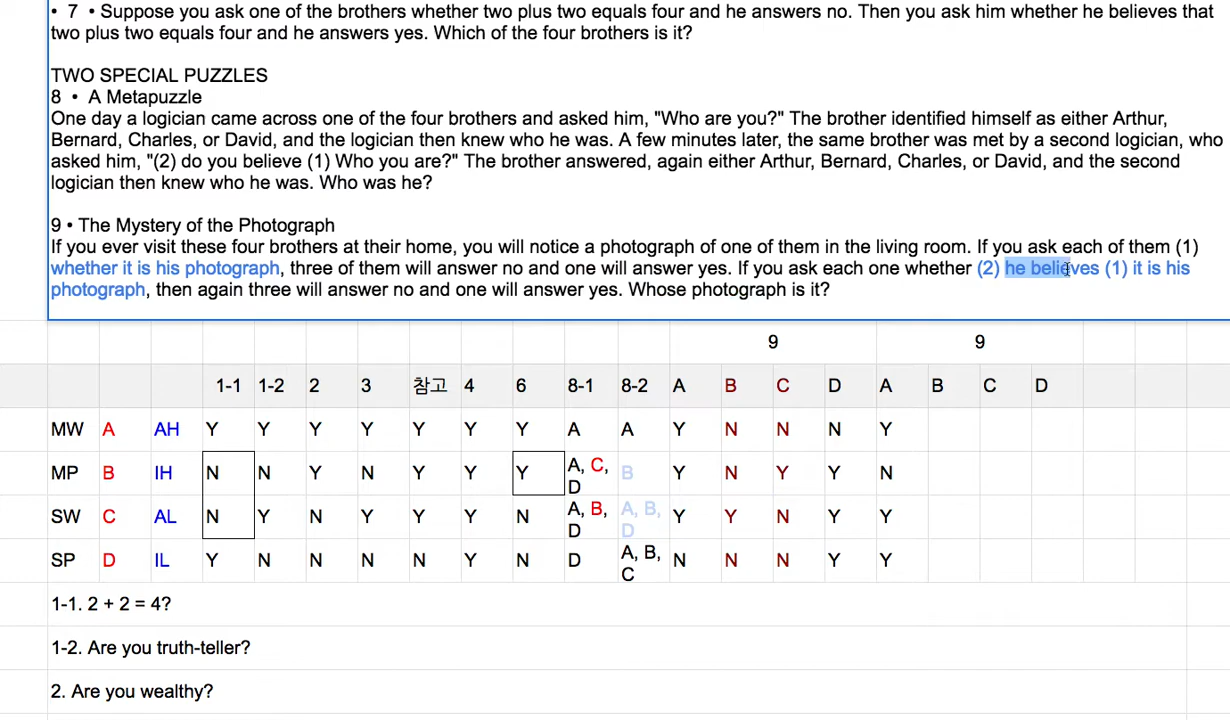 • 7 • Suppose you ask one of the brothers whether two plus two equals four and he answers no. Then you ask him whether he believes that
two plus two equals four and he answers yes. Which of the four brothers is it?
TWO SPECIAL PUZZLES
8 • A Metapuzzle
One day a logician came across one of the four brothers and asked him, "Who are you?" The brother identified himself as either Arthur,
Bernard, Charles, or David, and the logician then knew who he was. A few minutes later, the same brother was met by a second logician, who
asked him, "(2) do you believe (1) Who you are?" The brother answered, again either Arthur, Bernard, Charles, or David, and the second
logician then knew who he was. Who was he?
9 • The Mystery of the Photograph
If you ever visit these four brothers at their home, you will notice a photograph of one of them in the living room. If you ask each of them (1)
whether it is his photograph, three of them will answer no and one will answer yes. If you ask each one whether (2) he believes (1) it is his
photograph, then again three will answer no and one will answer yes. Whose photograph is it?
9 9
1-1 1-2 2 3 참고 4 6 8-1 8-2 A B C D A B C D
MW A AH Y Y Y Y Y Y Y A A Y N N N Y
MP B IH N N Y N Y Y Y A, C, D B Y N Y Y N
SW C AL N Y N Y Y Y N A, B, D A, B, D Y Y N Y Y
SP D IL Y N N N N Y N D A, B, C N N N Y Y
1-1. 2 + 2 = 4?
1-2. Are you truth-teller?
2. Are you wealthy?